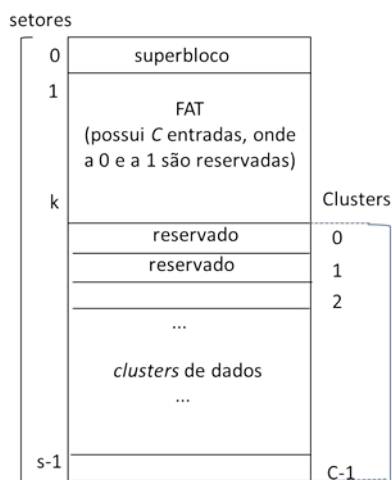 setores
0
superbloco
1
FAT
(possui C entradas, onde
a 0 e a 1 são reservadas)
k
Clusters
reservado
0
reservado
1
2
...
clusters de dados
...
s-1
C-1